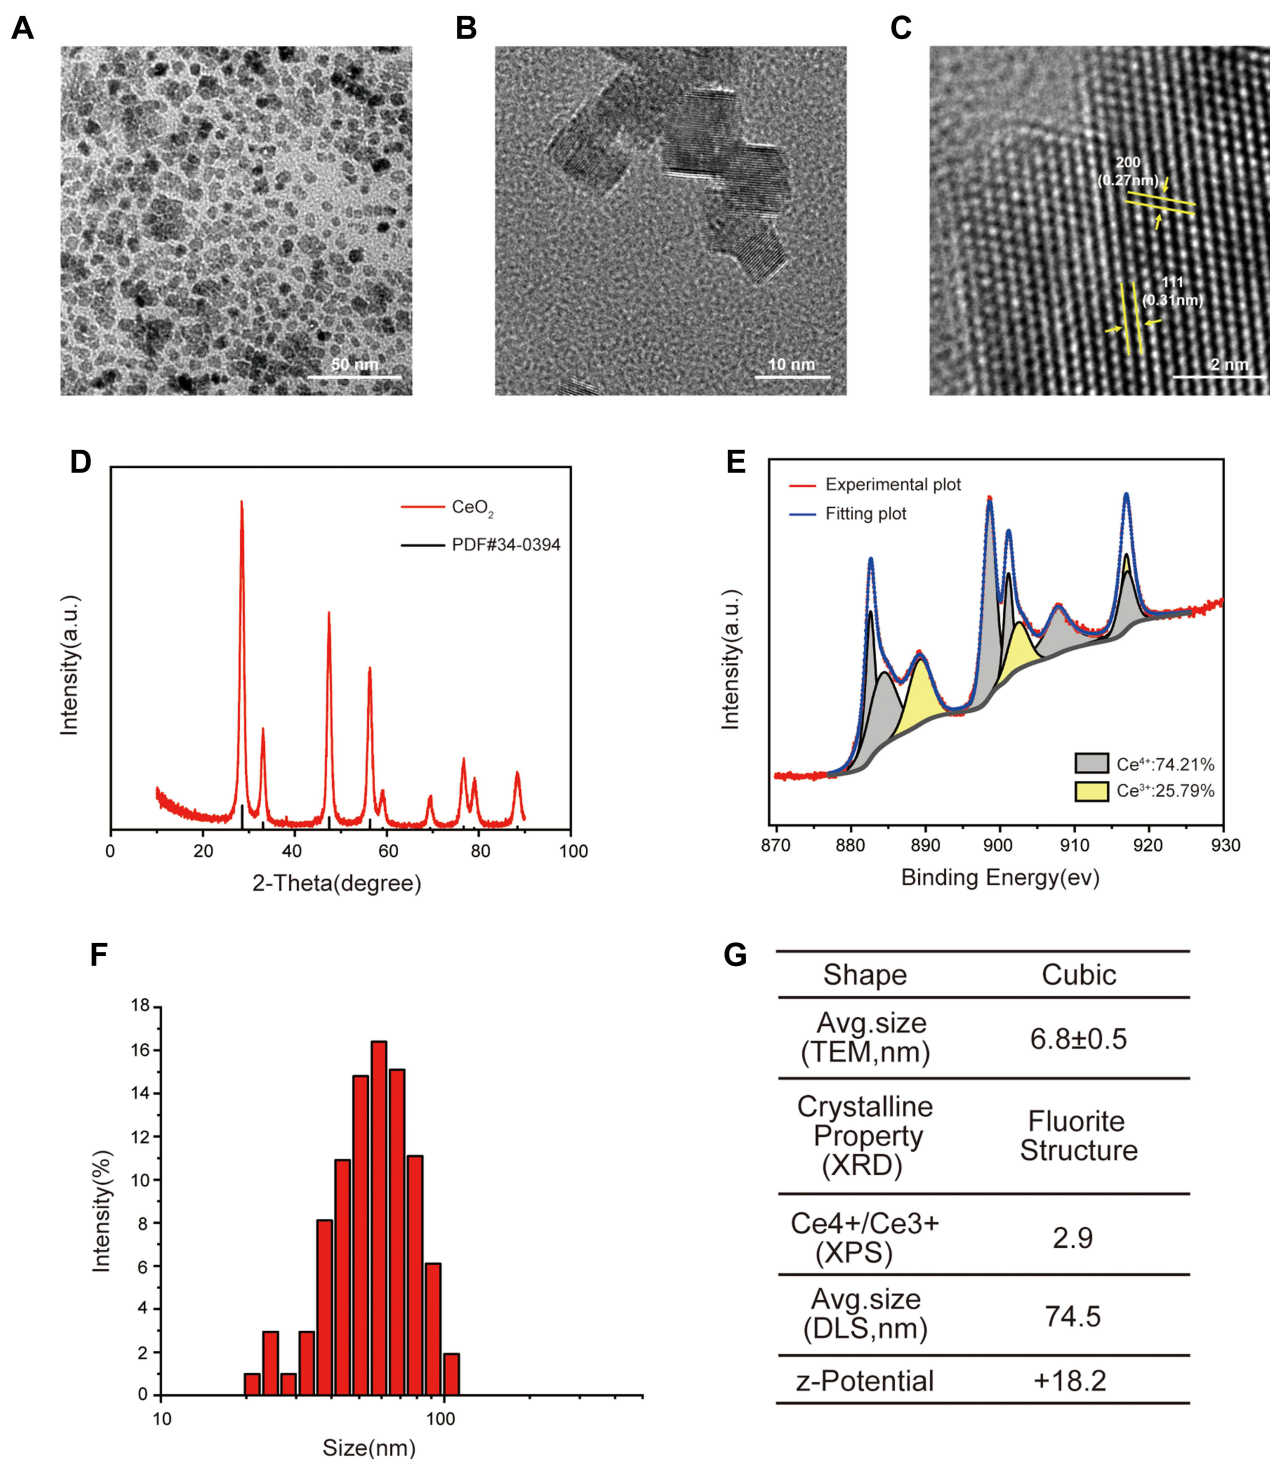 A
B
C
50 nm
10 nm
200
(0.27nm)
111
(0.31nm)
2 nm
D
Intensity(a.u.)
CeO₂
PDF#34-0394
0
20
40
60
80
100
2-Theta(degree)
E
Intensity(a.u.)
Experimental plot
Fitting plot
Ce⁴⁺:74.21%
Ce³⁺:25.79%
870
880
890
900
910
920
930
Binding Energy(ev)
F
Intensity(%)
18
16
14
12
10
8
6
4
2
0
10
100
Size(nm)
G
Shape Cubic
Avg.size
(TEM,nm)
6.8±0.5
Crystalline
Property
(XRD)
Fluorite
Structure
Ce4+/Ce3+
(XPS)
2.9
Avg.size
(DLS,nm)
74.5
z-Potential +18.2